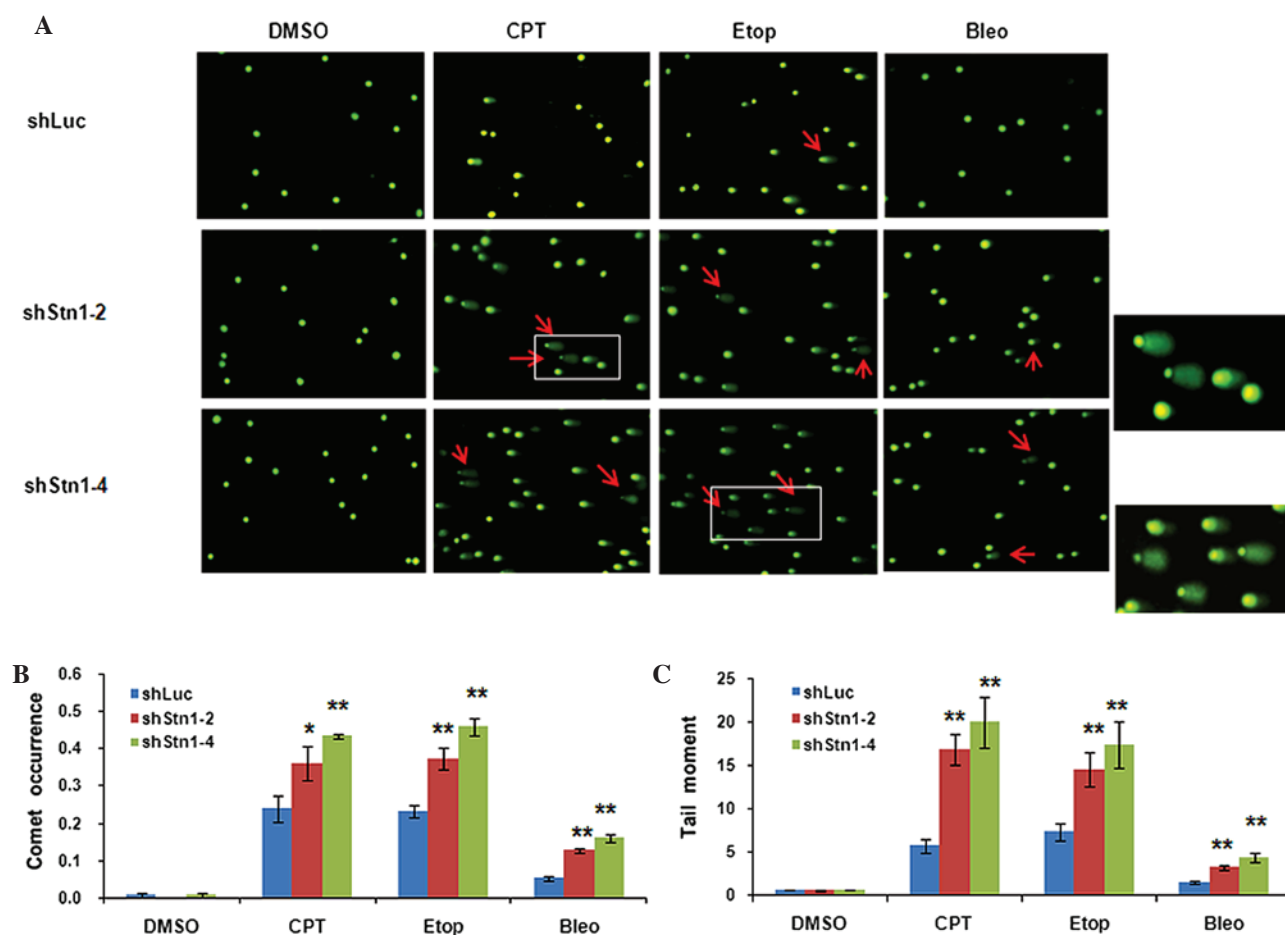 A
DMSO CPT Etop Bleo
shLuc
shStn1-2
shStn1-4
B
Comet occurrence
0.6
0.5
0.4
0.3
0.2
0.1
0.0
shLuc
shStn1-2
shStn1-4
* **
** **
** **
DMSO CPT Etop Bleo
C
Tail moment
25
20
15
10
5
0
shLuc
shStn1-2
shStn1-4
** **
** **
** **
DMSO CPT Etop Bleo